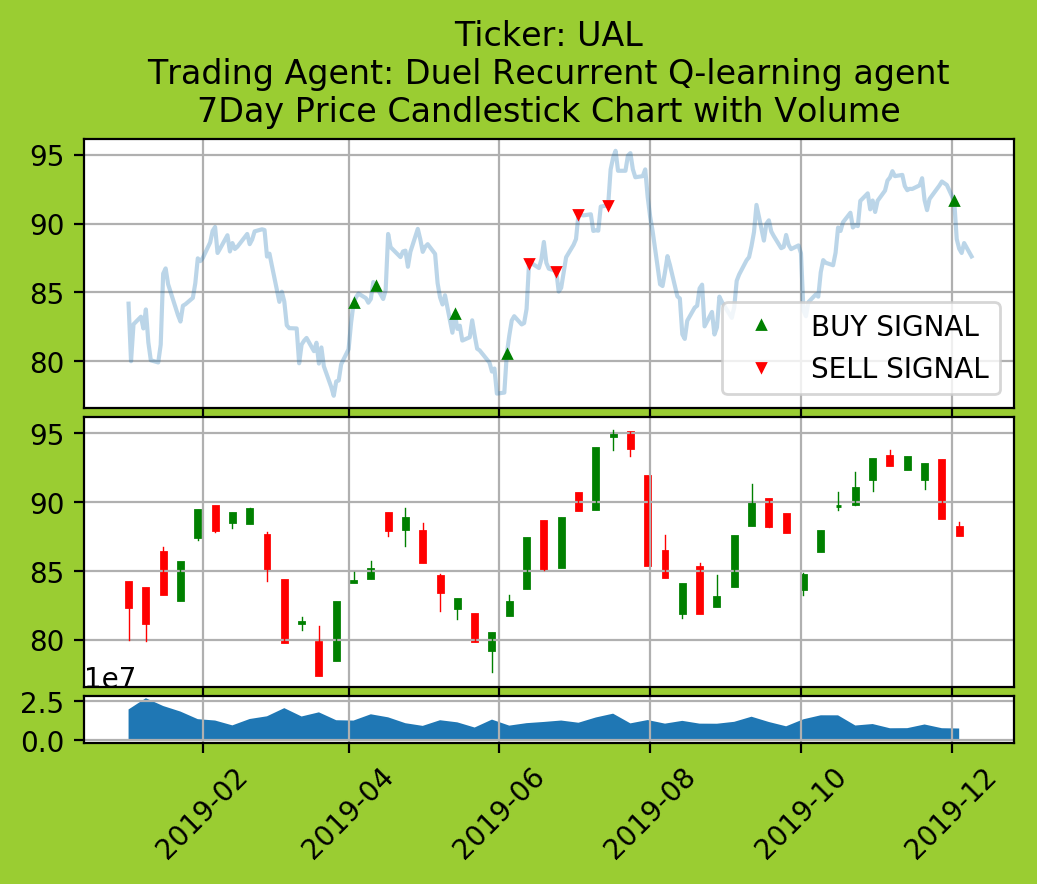 Ticker: UAL
Trading Agent: Duel Recurrent Q-learning agent
7Day Price Candlestick Chart with Volume
95
90
85
80
BUY SIGNAL
SELL SIGNAL
95
90
85
80
1e7
2.5
0.0
2019-02
2019-04
2019-06
2019-08
2019-10
2019-12